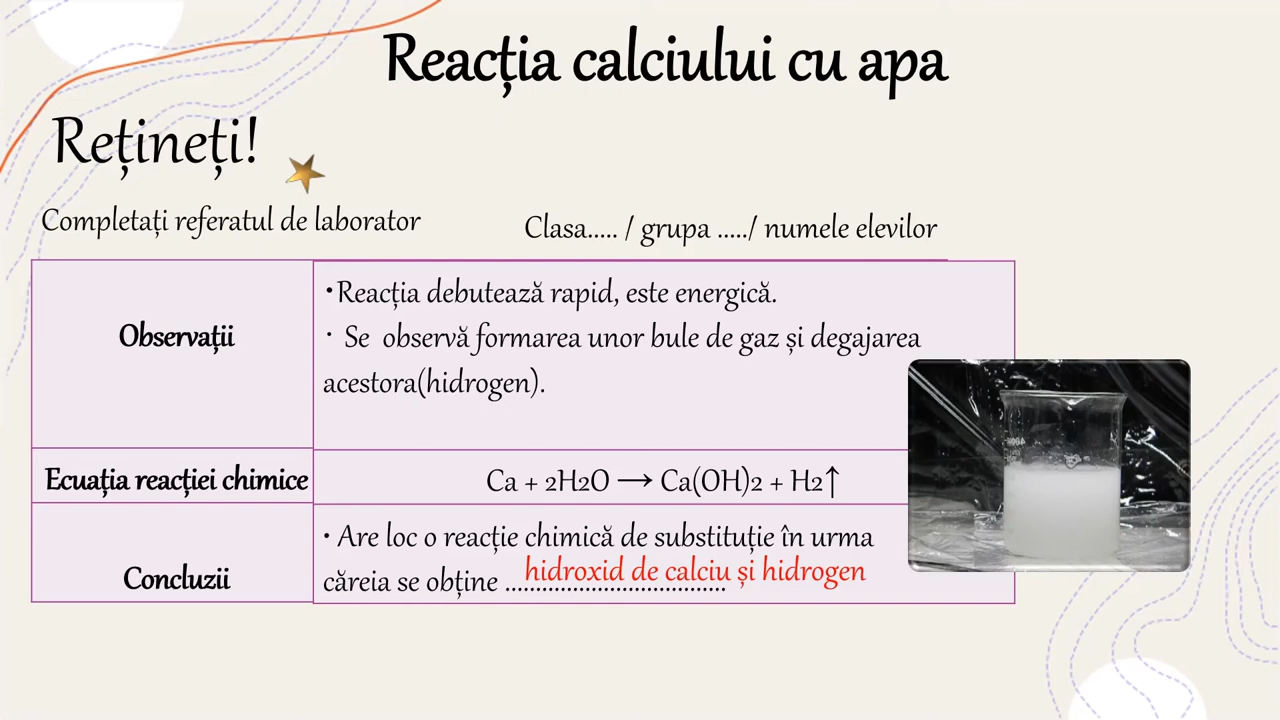 Reacția calciului cu apa
Rețineți!
Completați referatul de laborator
Clasa..... / grupa ...../ numele elevilor
Observații
•Reacția debutează rapid, este energică.
• Se observă formarea unor bule de gaz și degajarea
acestora(hidrogen).
Ecuația reacției chimice
Ca + 2H2O → Ca(OH)2 + H2↑
Concluzii
• Are loc o reacție chimică de substituție în urma
căreia se obține .................................... hidroxid de calciu și hidrogen